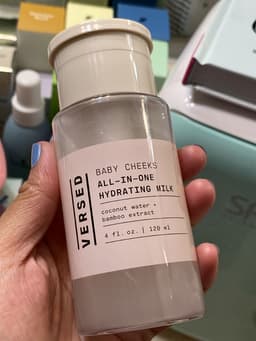 VERSED
BABY CHEEKS
ALL-IN-ONE
HYDRATING MILK
coconut water +
bamboo extract
4 fl. oz. | 120 ml